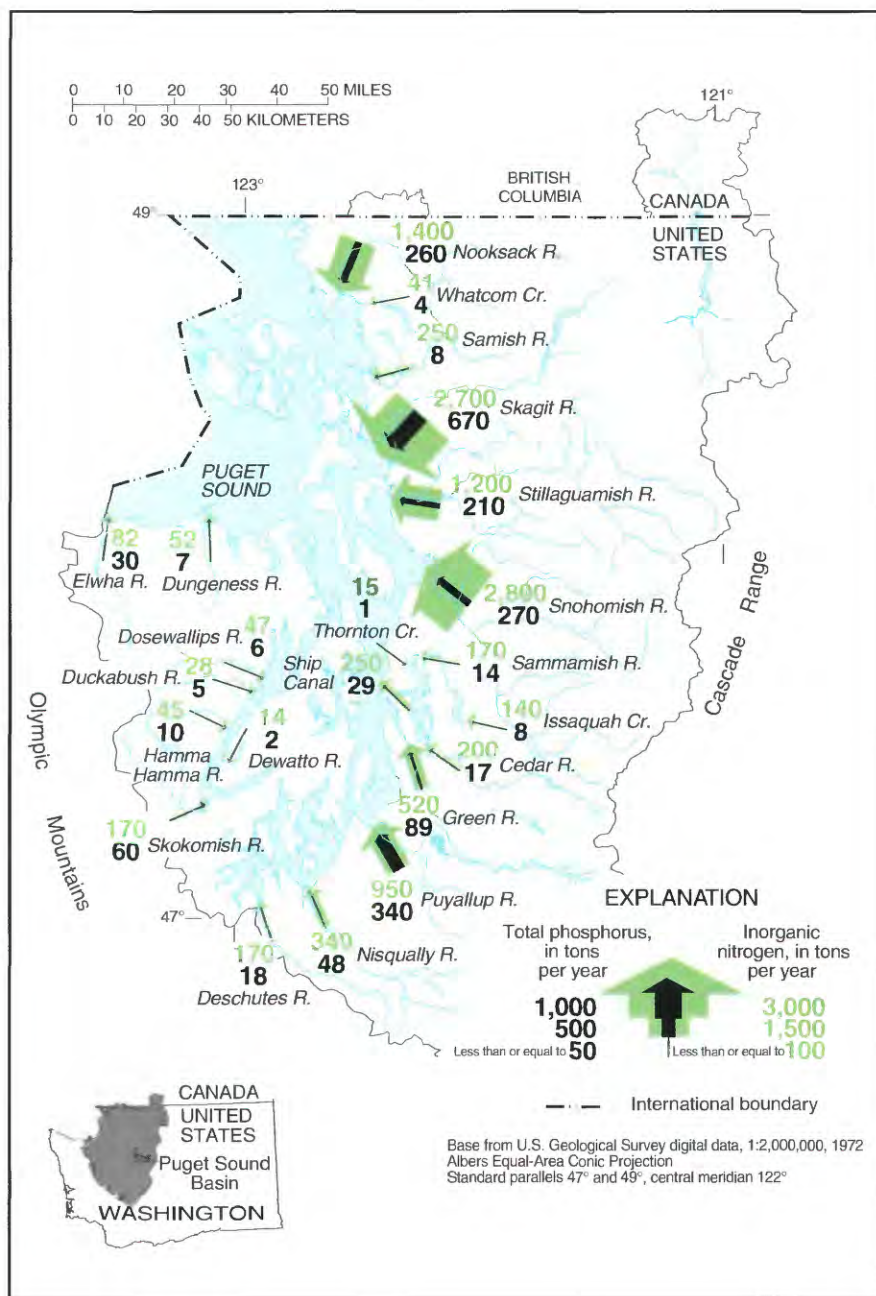 0 10 20 30 40 50 MILES
0 10 20 30 40 50 KILOMETERS
121°
123°
49°
BRITISH
COLUMBIA
CANADA
UNITED
STATES
1,400
260 Nooksack R.
41
4 Whatcom Cr.
250
8 Samish R.
2,700
670 Skagit R.
1,200
210 Stillaguamish R.
PUGET
SOUND
82
30
Elwha R.
52
7
Dungeness R.
15
1
Thornton Cr.
2,800
270 Snohomish R.
Dosewallips R.
47
6
Ship
Canal
250
29
170
14 Sammamish R.
Duckabush R.
28
5
140
8 Issaquah Cr.
45
10
Hamma
Hamma R.
14
2
Dewatto R.
200
17 Cedar R.
520
89 Green R.
Olympic
Mountains
Cascade Range
170
60 Skokomish R.
950
340 Puyallup R.
47°
170
18
Deschutes R.
340
48 Nisqually R.
EXPLANATION
Total phosphorus,
in tons
per year
1,000
500
Less than or equal to 50
Inorganic
nitrogen, in tons
per year
3,000
1,500
Less than or equal to 100
International boundary
Base from U.S. Geological Survey digital data, 1:2,000,000, 1972
Albers Equal-Area Conic Projection
Standard parallels 47° and 49°, central meridian 122°
CANADA
UNITED
STATES
Puget Sound
Basin
WASHINGTON